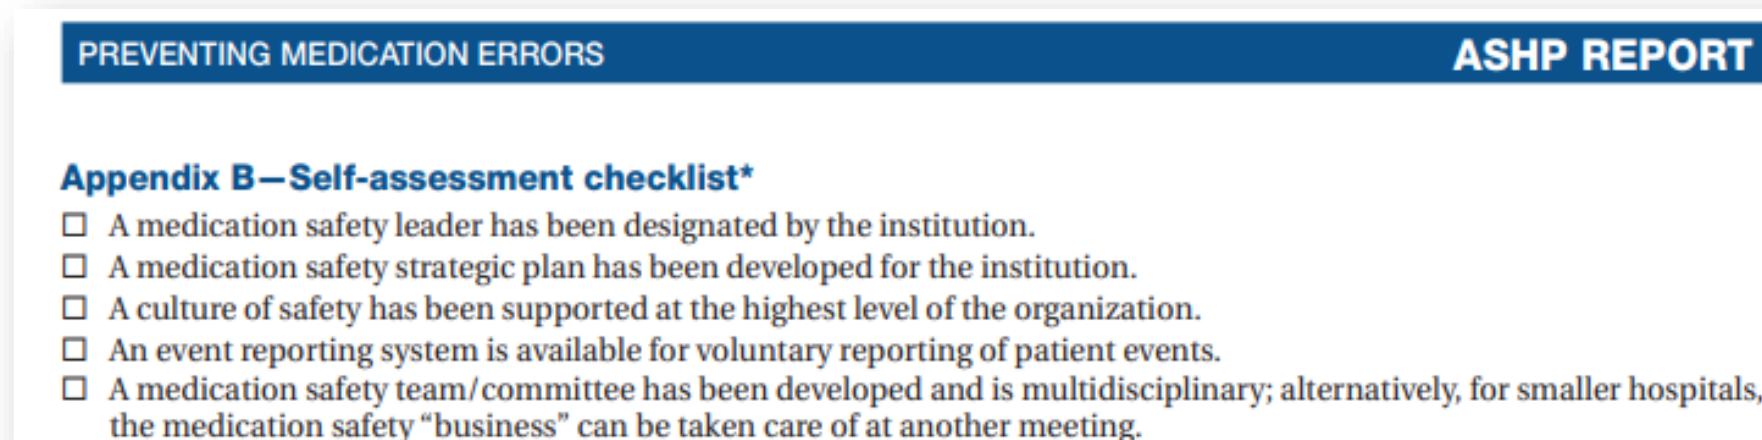 PREVENTING MEDICATION ERRORS ASHP REPORT
Appendix B—Self-assessment checklist*
☐ A medication safety leader has been designated by the institution.
☐ A medication safety strategic plan has been developed for the institution.
☐ A culture of safety has been supported at the highest level of the organization.
☐ An event reporting system is available for voluntary reporting of patient events.
☐ A medication safety team/committee has been developed and is multidisciplinary; alternatively, for smaller hospitals,
the medication safety “business” can be taken care of at another meeting.